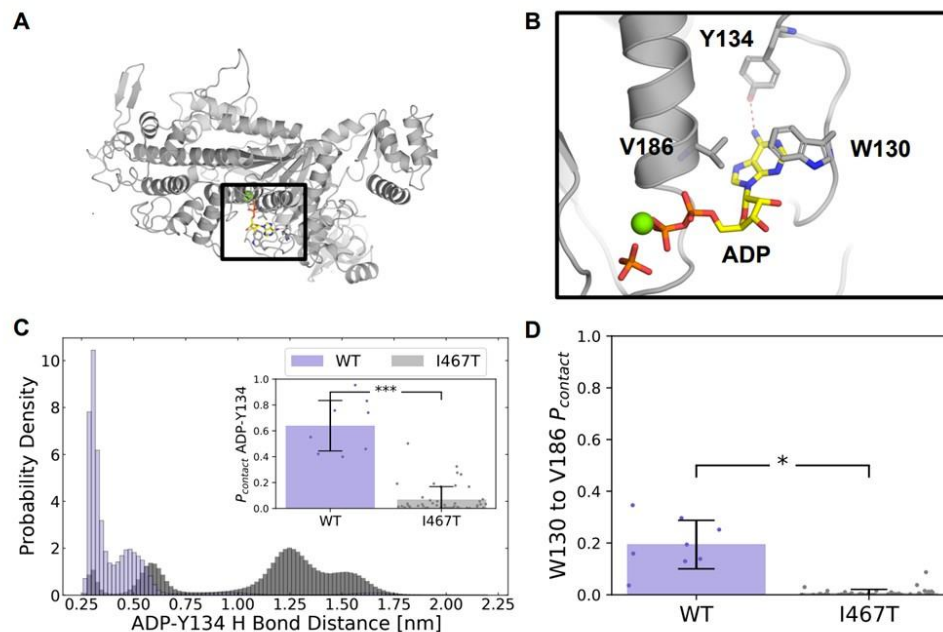 A
B
Y134
V186
W130
ADP
C
D
WT
I467T
10
8
6
4
2
0
Probability Density
0.25
0.50
0.75
1.00
1.25
1.50
1.75
2.00
2.25
ADP-Y134 H Bond Distance [nm]
1.0
0.8
0.6
0.4
0.2
0.0
P contact ADP-Y134
***
WT
I467T
1.0
0.8
0.6
0.4
0.2
0.0
W130 to V186 P contact
*
WT
I467T